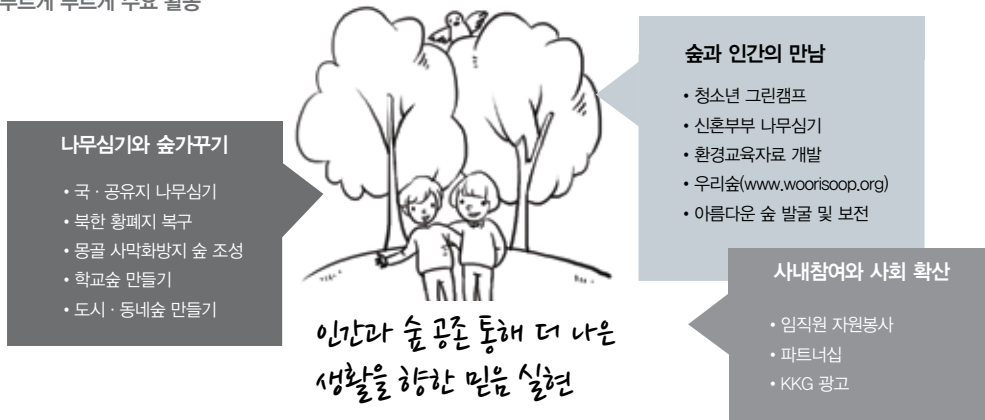 푸르게 푸르게 주요 활동
나무심기와 숲가꾸기
• 국 · 공유지 나무심기
• 북한 황폐지 복구
• 몽골 사막화방지 숲 조성
• 학교숲 만들기
• 도시 · 동네숲 만들기
숲과 인간의 만남
• 청소년 그린캠프
• 신혼부부 나무심기
• 환경교육자료 개발
• 우리숲(www.woorisoop.org)
• 아름다운 숲 발굴 및 보전
사내참여와 사회 확산
• 임직원 자원봉사
• 파트너십
• KKG 광고
인간과 숲 공존 통해 더 나은
생활을 향한 믿음 실현